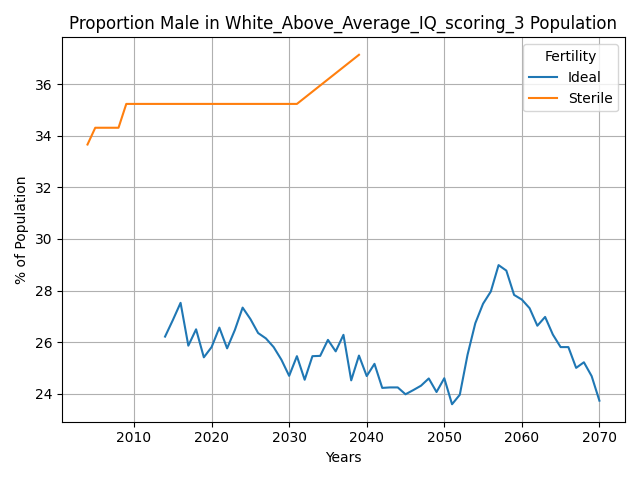 Proportion Male in White_Above_Average_IQ_scoring_3 Population
Fertility
Ideal
Sterile
% of Population
36
34
32
30
28
26
24
2010 2020 2030 2040 2050 2060 2070
Years